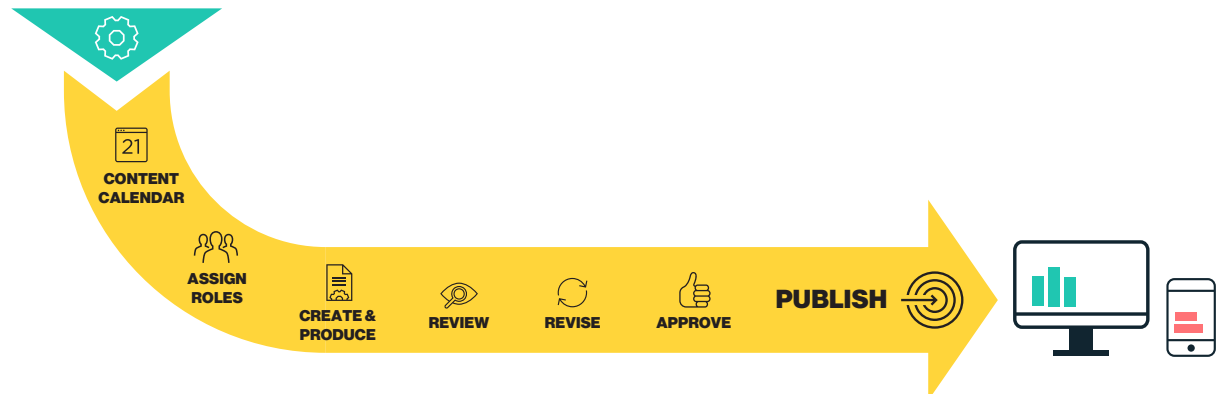 21
CONTENT
CALENDAR
ASSIGN
ROLES
CREATE &
PRODUCE
REVIEW
REVISE
APPROVE
PUBLISH